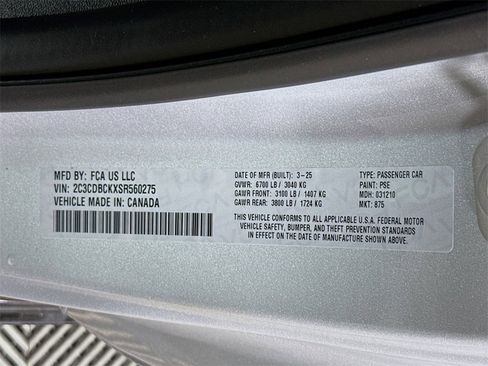 MFD BY: FCA US LLC
VIN: 2C3CDBCKXSR560275
VEHICLE MADE IN: CANADA
DATE OF MFR (BUILT): 3-25
GVWR: 6700 LB / 3040 KG
GAWR FRONT: 3100 LB / 1407 KG
GAWR REAR: 3800 LB / 1724 KG
TYPE: PASSENGER CAR
PAINT: PSE
MDH: 031210
MKT: 875
THIS VEHICLE CONFORMS TO ALL APPLICABLE U.S.A. FEDERAL MOTOR
VEHICLE SAFETY, BUMPER, AND THEFT PREVENTION STANDARDS
IN EFFECT ON THE DATE OF MANUFACTURE SHOWN ABOVE.